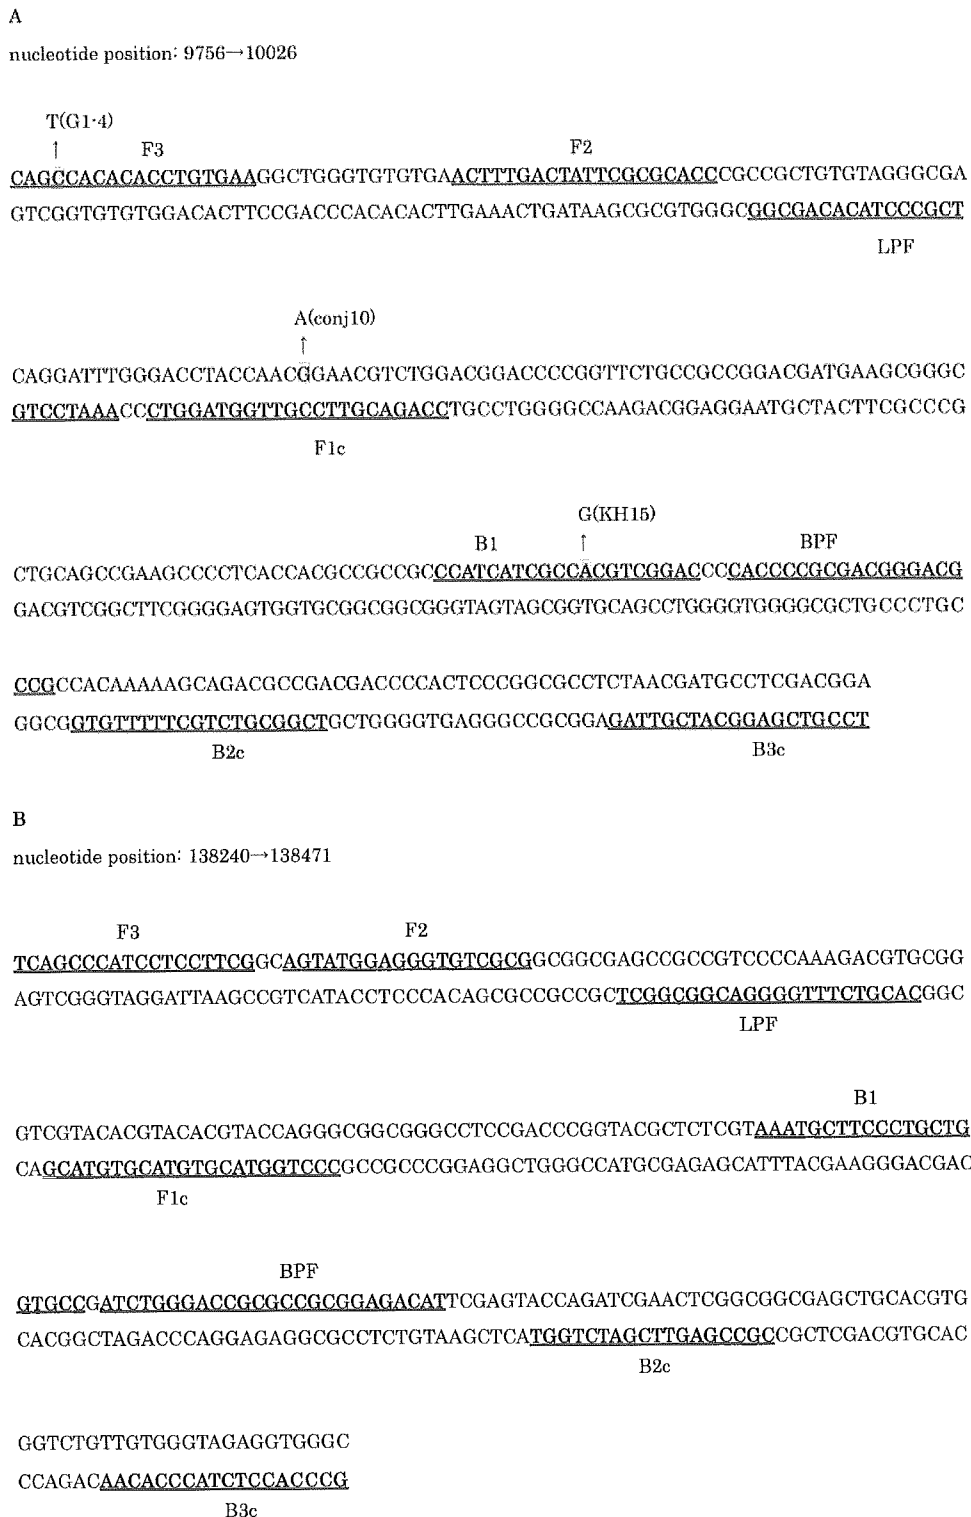 A
nucleotide position: 9756→10026
T(G1-4)
↑ F3 F2
CAGCCACACACCTGTGAAGGCTGGGTGTGTGAACTTTGACTATTCGCGCACCCGCCGCTGTGTAGGGCGA
GTCGGTGTGTGGACACTTCCGACCCACACACTTGAAACTGATAAGCGCGTGGGCGGCGACACATCCCGCT
LPF
A(conj10)
↑
CAGGATTTGGGACCTACCAACGGAACGTCTGGACGGACCCCGGTTCTGCCGCCGGACGATGAAGCGGGC
GTCCTAAACCCTGGATGGTTGCCTTGCAGACCTGCCTGGGGCCAAGACGGAGGAATGCTACTTCGCCCG
F1c
G(KH15)
B1 ↑ BPF
CTGCAGCCGAAGCCCCTCACCACGCCGCCGCCCATCATCGCCACGTCGGACCCCACCCCGCGACGGGACG
GACGTCGGCTTCGGGGAGTGGTGCGGCGGCGGGTAGTAGCGGTGCAGCCTGGGGTGGGGCGCTGCCCTGC
CCGCCACAAAAAGCAGACGCCGACGACCCCACTCCCGGCGCCTCTAACGATGCCTCGACGGA
GGCGGTGTTTTTCGTCTGCGGCTGCTGGGGTGAGGGCCGCGGAGATTGCTACGGAGCTGCCT
B2c B3c
B
nucleotide position: 138240→138471
F3 F2
TCAGCCCATCCTCCTTCGGCAGTATGGAGGGTGTCGCGGCGGCGAGCCGCCGTCCCCAAAGACGTGCGG
AGTCGGGTAGGATTAAGCCGTCATACCTCCCACAGCGCCGCCGCTCGGCGGCAGGGGTTTCTGCACGGC
LPF
B1
GTCGTACACGTACACGTACCAGGGCGGCGGGCCTCCGACCCGGTACGCTCTCGTAAATGCTTCCCTGCTG
CAGCATGTGCATGTGCATGGTCCCGCCGCCCGGAGGCTGGGCCATGCGAGAGCATTTACGAAGGGACGAC
F1c
BPF
GTGCCGATCTGGGACCGCGCCGCGGAGACATTCGAGTACCAGATCGAACTCGGCGGCGAGCTGCACGTG
CACGGCTAGACCCAGGAGAGGCGCCTCTGTAAGCTCATGGTCTAGCTTGAGCCGCCGCTCGACGTGCAC
B2c
GGTCTGTTGTGGGTAGAGGTGGGC
CCAGACAACACCCATCTCCACCCG
B3c